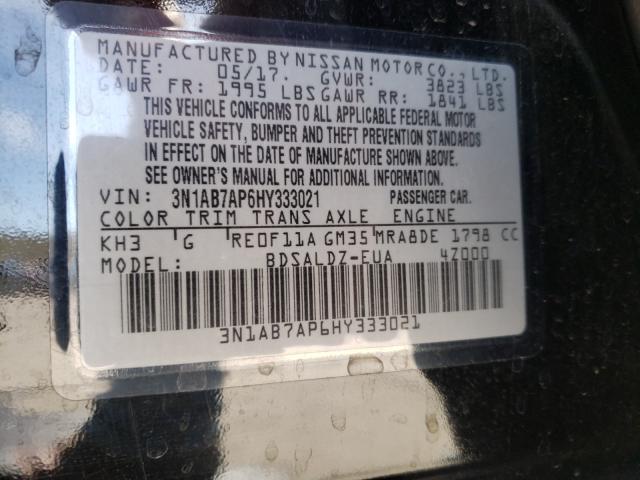 MANUFACTURED BY NISSAN MOTOR CO., LTD.
DATE: 05/17. GVWR: 3823 LBS
GAWR FR: 1995 LBS GAWR RR: 1841 LBS
THIS VEHICLE CONFORMS TO ALL APPLICABLE FEDERAL MOTOR
VEHICLE SAFETY, BUMPER AND THEFT PREVENTION STANDARDS
IN EFFECT ON THE DATE OF MANUFACTURE SHOWN ABOVE.
SEE OWNER'S MANUAL FOR ADDITIONAL INFORMATION.
VIN: 3N1AB7AP6HY333021 PASSENGER CAR.
COLOR TRIM TRANS AXLE ENGINE
KH3 G RE0F11A GM35 MRA8DE 1798 CC
MODEL: BDSALDZ-EUA 4Z000
3N1AB7AP6HY333021